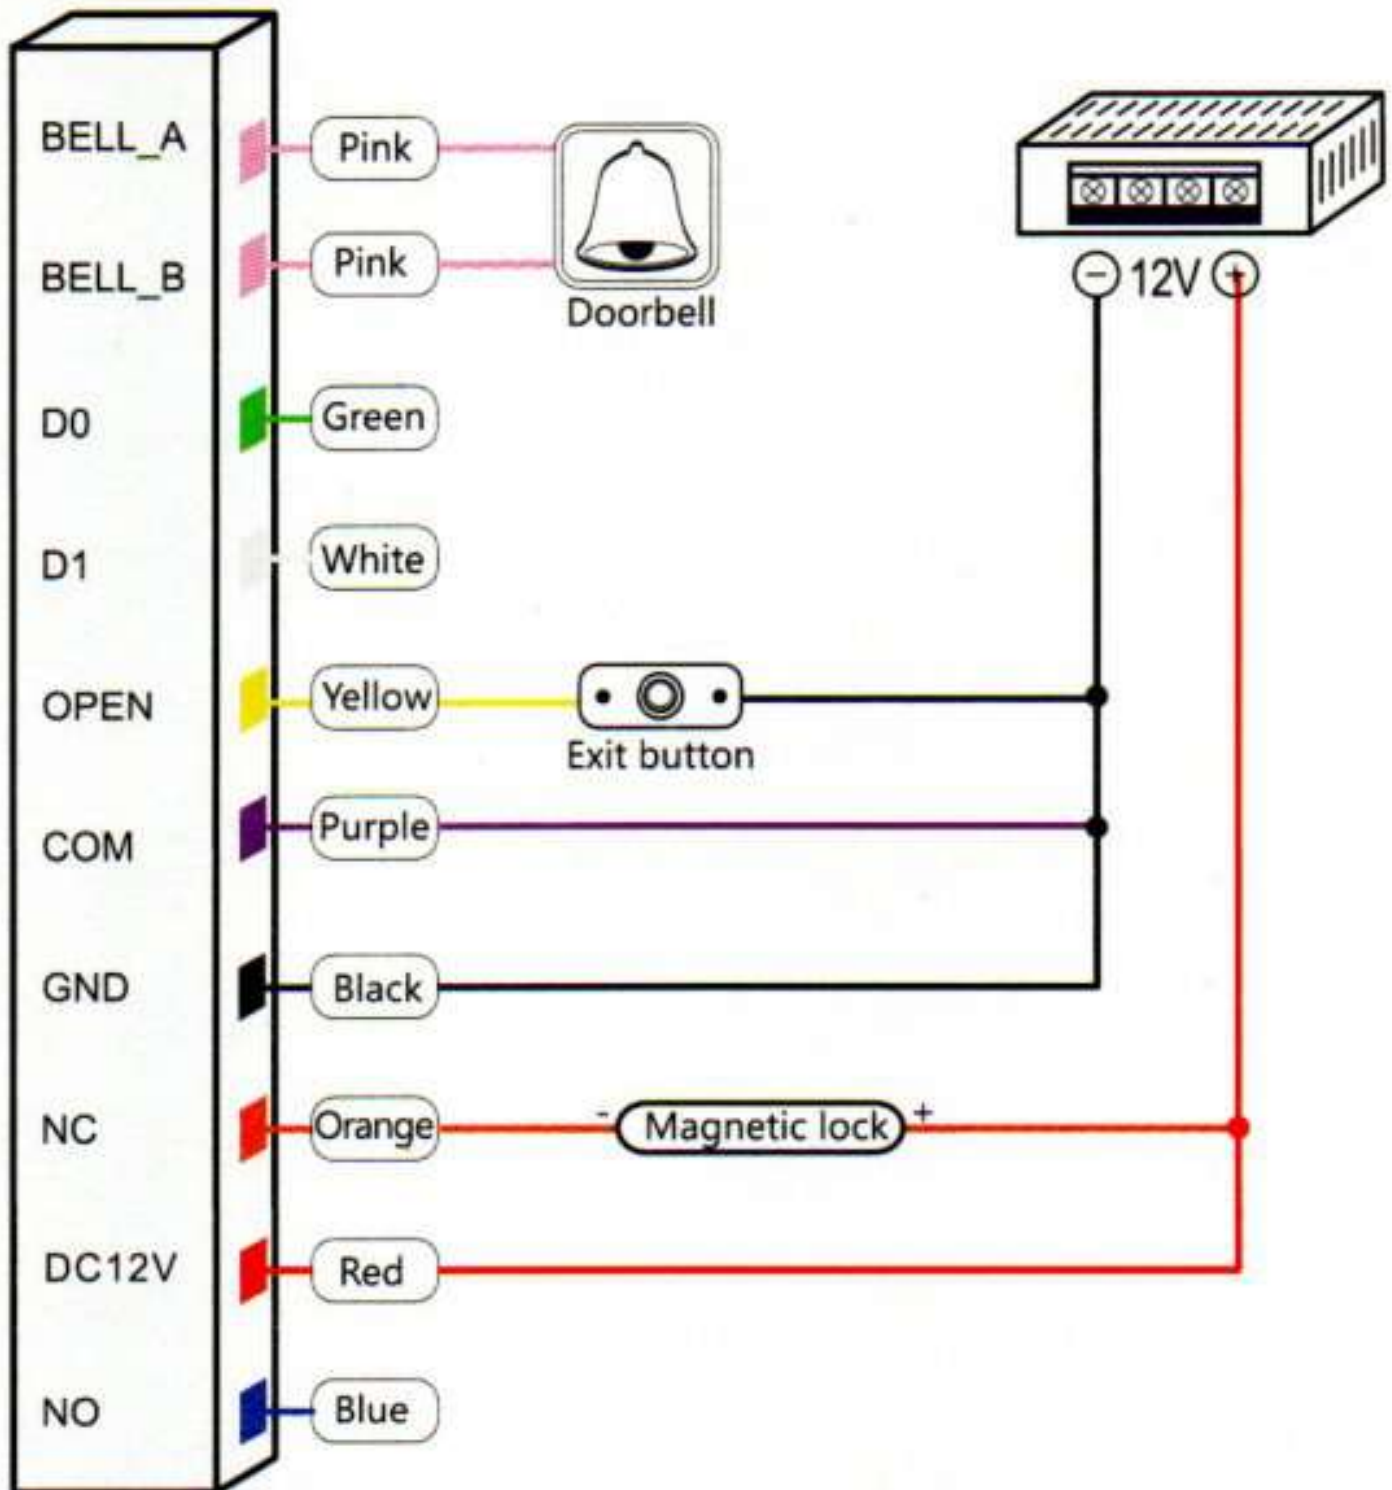 BELL_A
Pink
BELL_B
Pink
Doorbell
− 12V +
D0
Green
D1
White
OPEN
Yellow
Exit button
COM
Purple
GND
Black
NC
Orange
- Magnetic lock +
DC12V
Red
NO
Blue